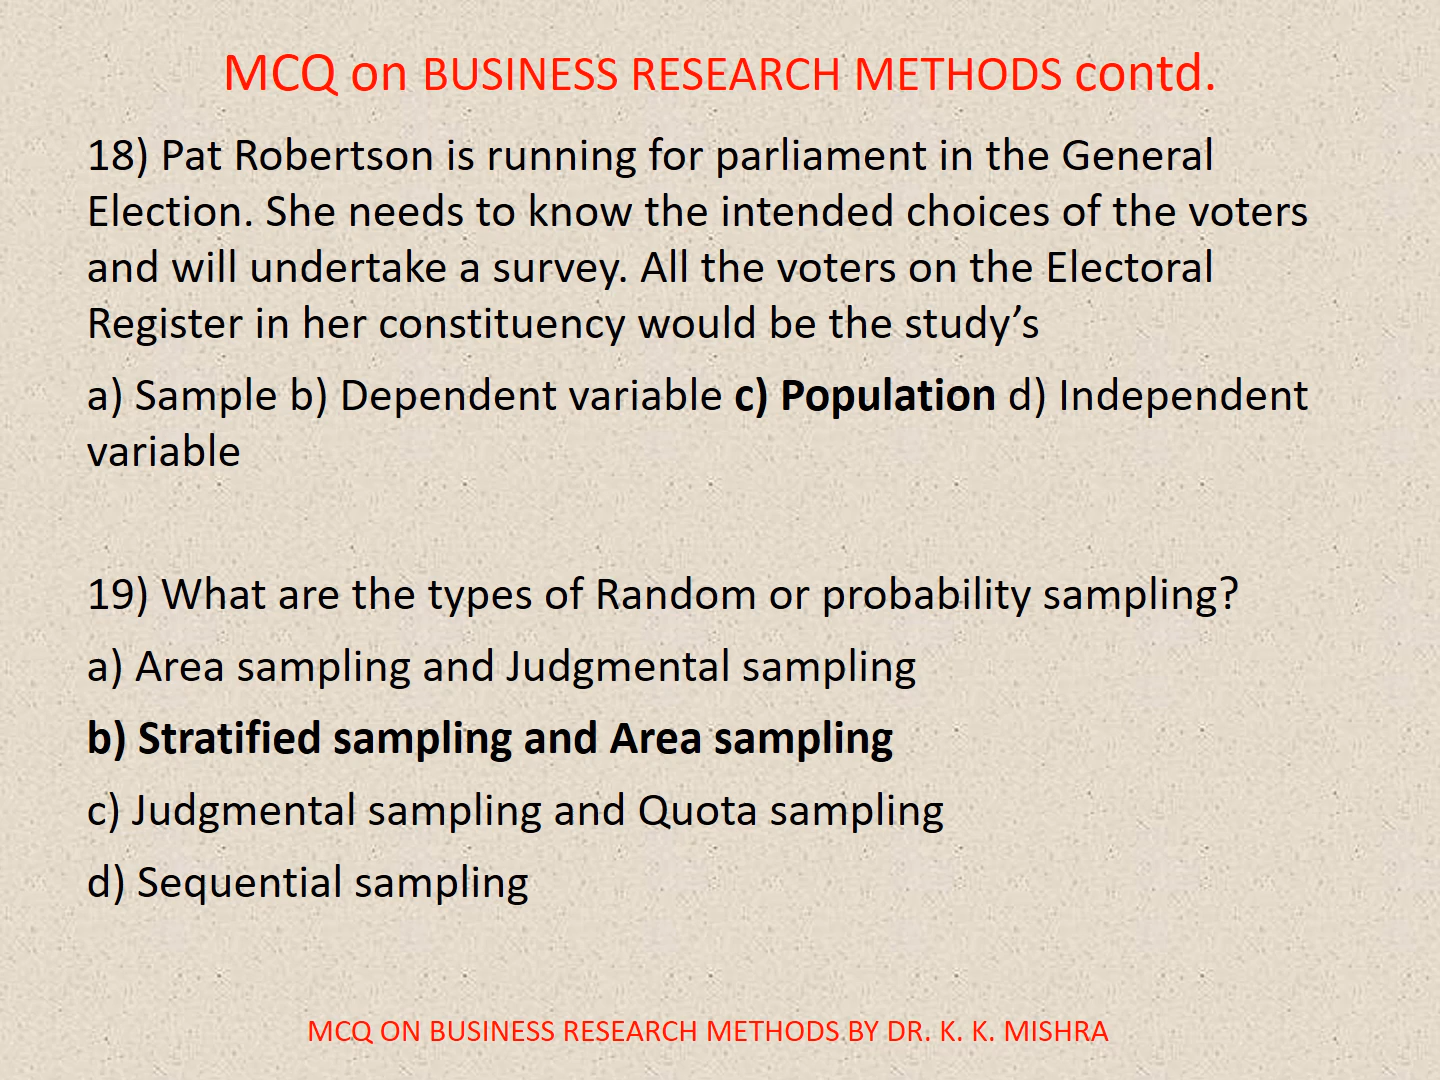 MCQ on BUSINESS RESEARCH METHODS contd.
18) Pat Robertson is running for parliament in the General
Election. She needs to know the intended choices of the voters
and will undertake a survey. All the voters on the Electoral
Register in her constituency would be the study’s
a) Sample b) Dependent variable c) Population d) Independent
variable
19) What are the types of Random or probability sampling?
a) Area sampling and Judgmental sampling
b) Stratified sampling and Area sampling
c) Judgmental sampling and Quota sampling
d) Sequential sampling
MCQ ON BUSINESS RESEARCH METHODS BY DR. K. K. MISHRA